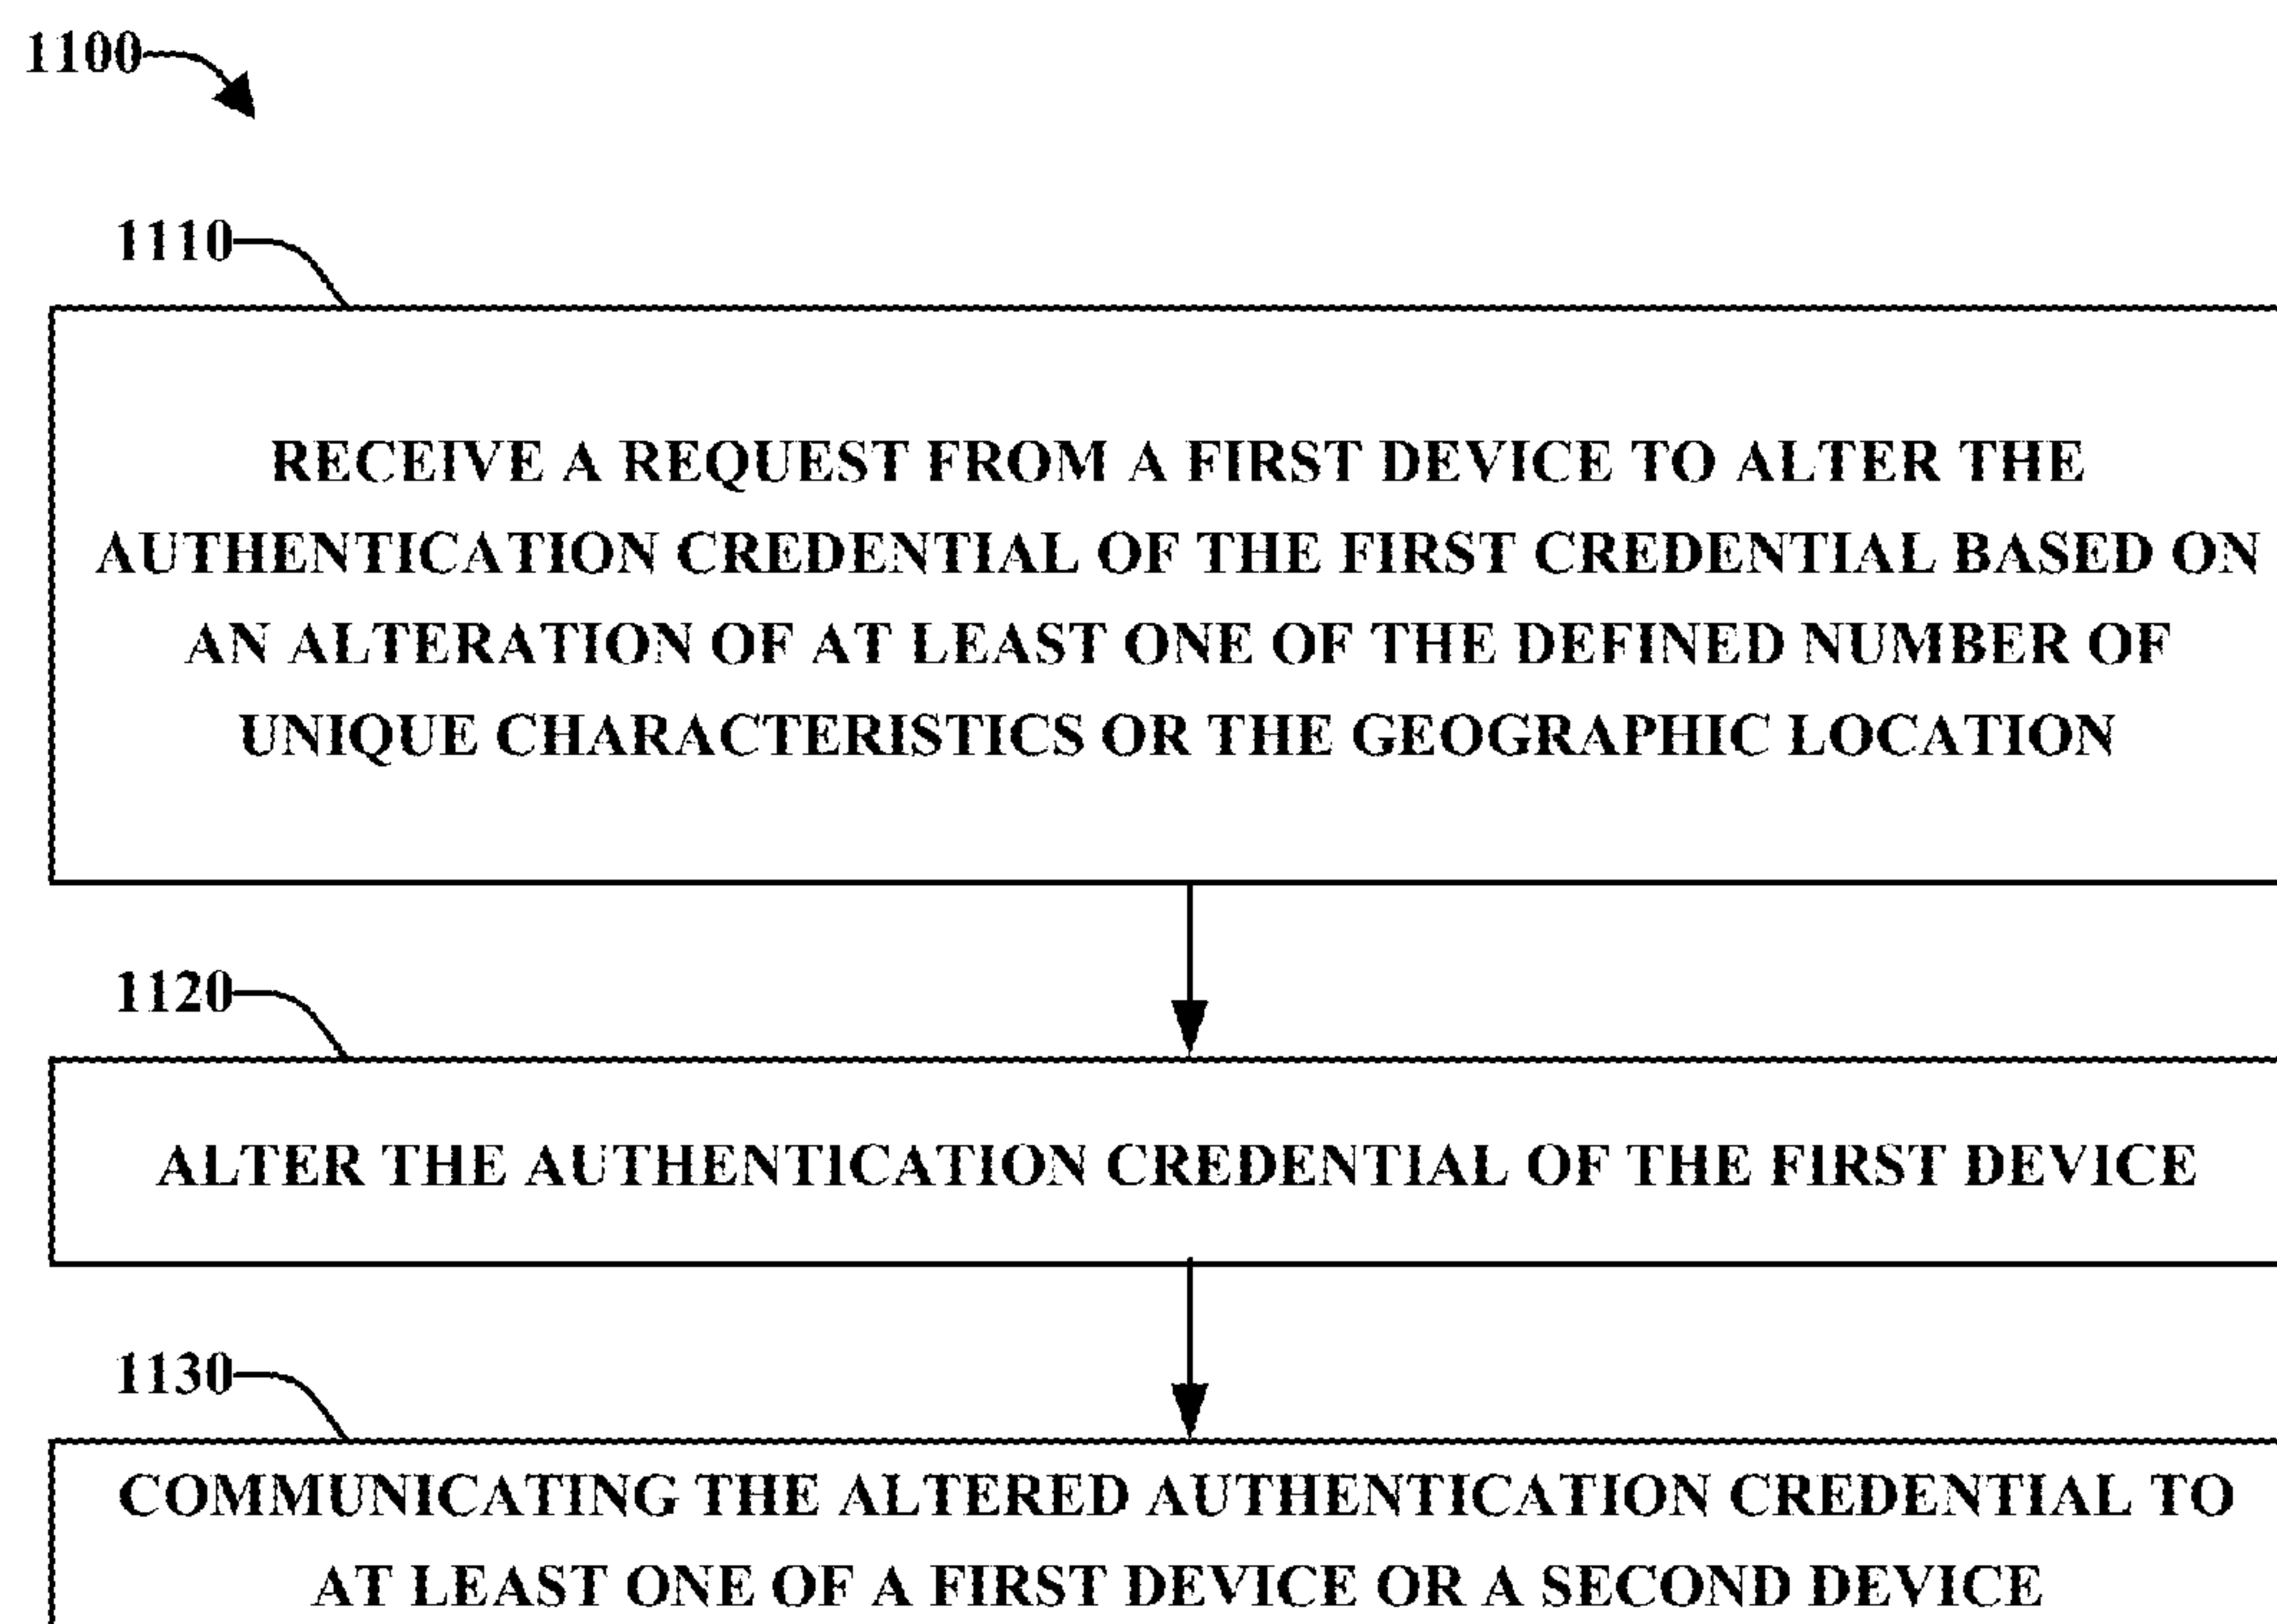 1100
1110
RECEIVE A REQUEST FROM A FIRST DEVICE TO ALTER THE
AUTHENTICATION CREDENTIAL OF THE FIRST CREDENTIAL BASED ON
AN ALTERATION OF AT LEAST ONE OF THE DEFINED NUMBER OF
UNIQUE CHARACTERISTICS OR THE GEOGRAPHIC LOCATION
1120
ALTER THE AUTHENTICATION CREDENTIAL OF THE FIRST DEVICE
1130
COMMUNICATING THE ALTERED AUTHENTICATION CREDENTIAL TO
AT LEAST ONE OF A FIRST DEVICE OR A SECOND DEVICE